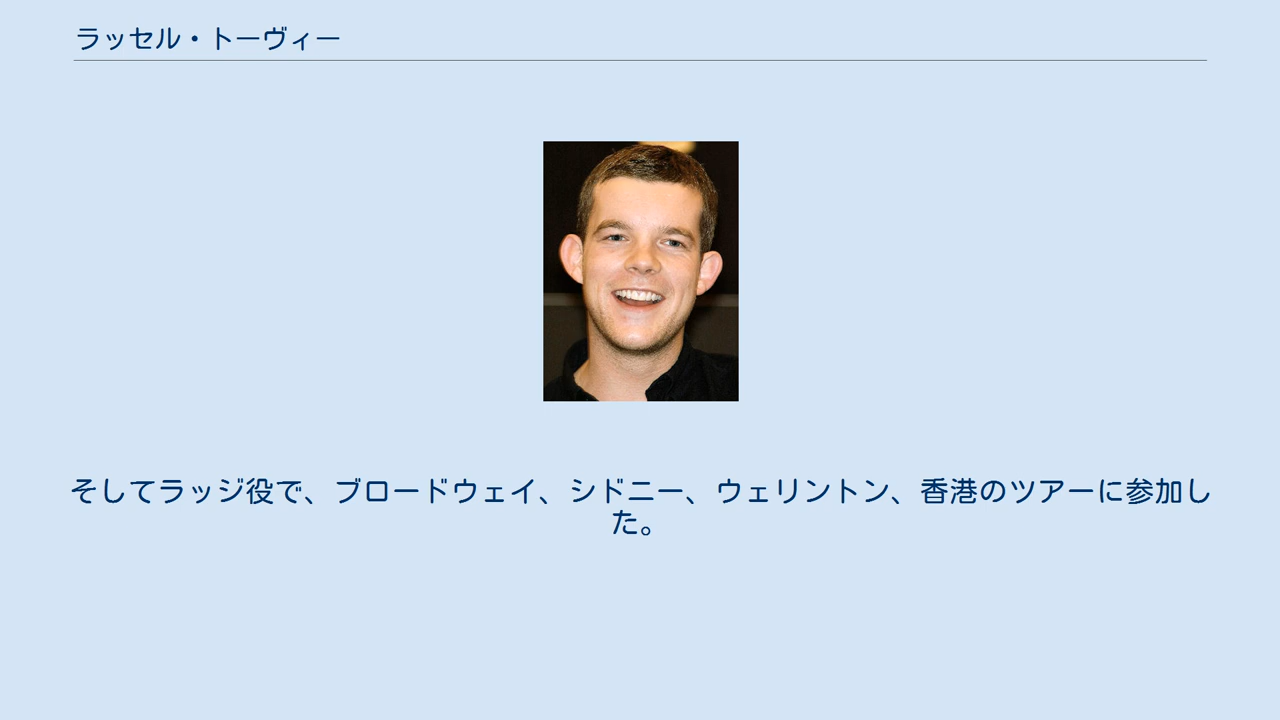 ラッセル・トーヴィー
そしてラッジ役で、ブロードウェイ、シドニー、ウェリントン、香港のツアーに参加し
た。